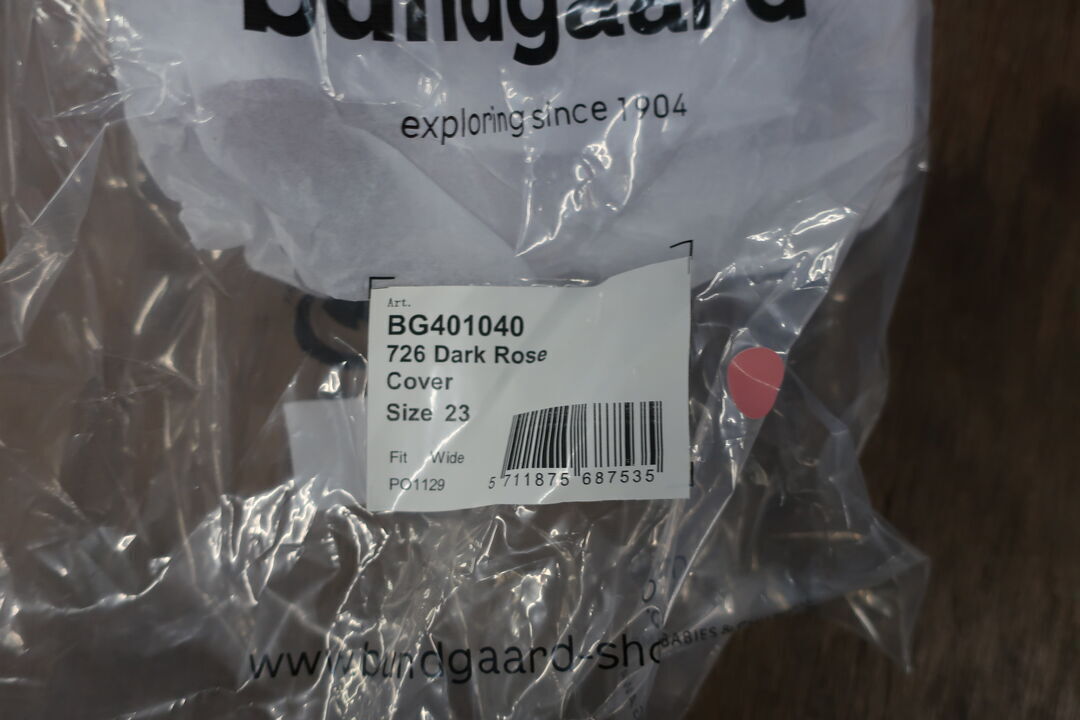 bundgaard
exploring since 1904
Art.
BG401040
726 Dark Rose
Cover
Size 23
Fit Wide
PO1129
5 711875 687535
www.bundgaard-sho
BABIES &